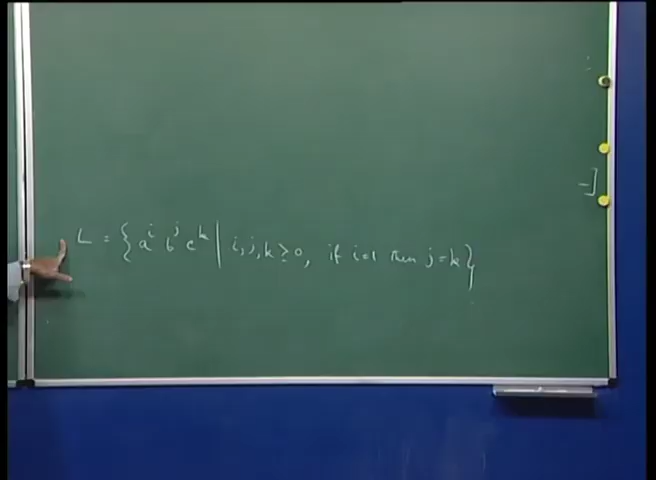 L = { a^i b^j c^k | i, j, k ≥ 0, if i=1 then j=k }
-]